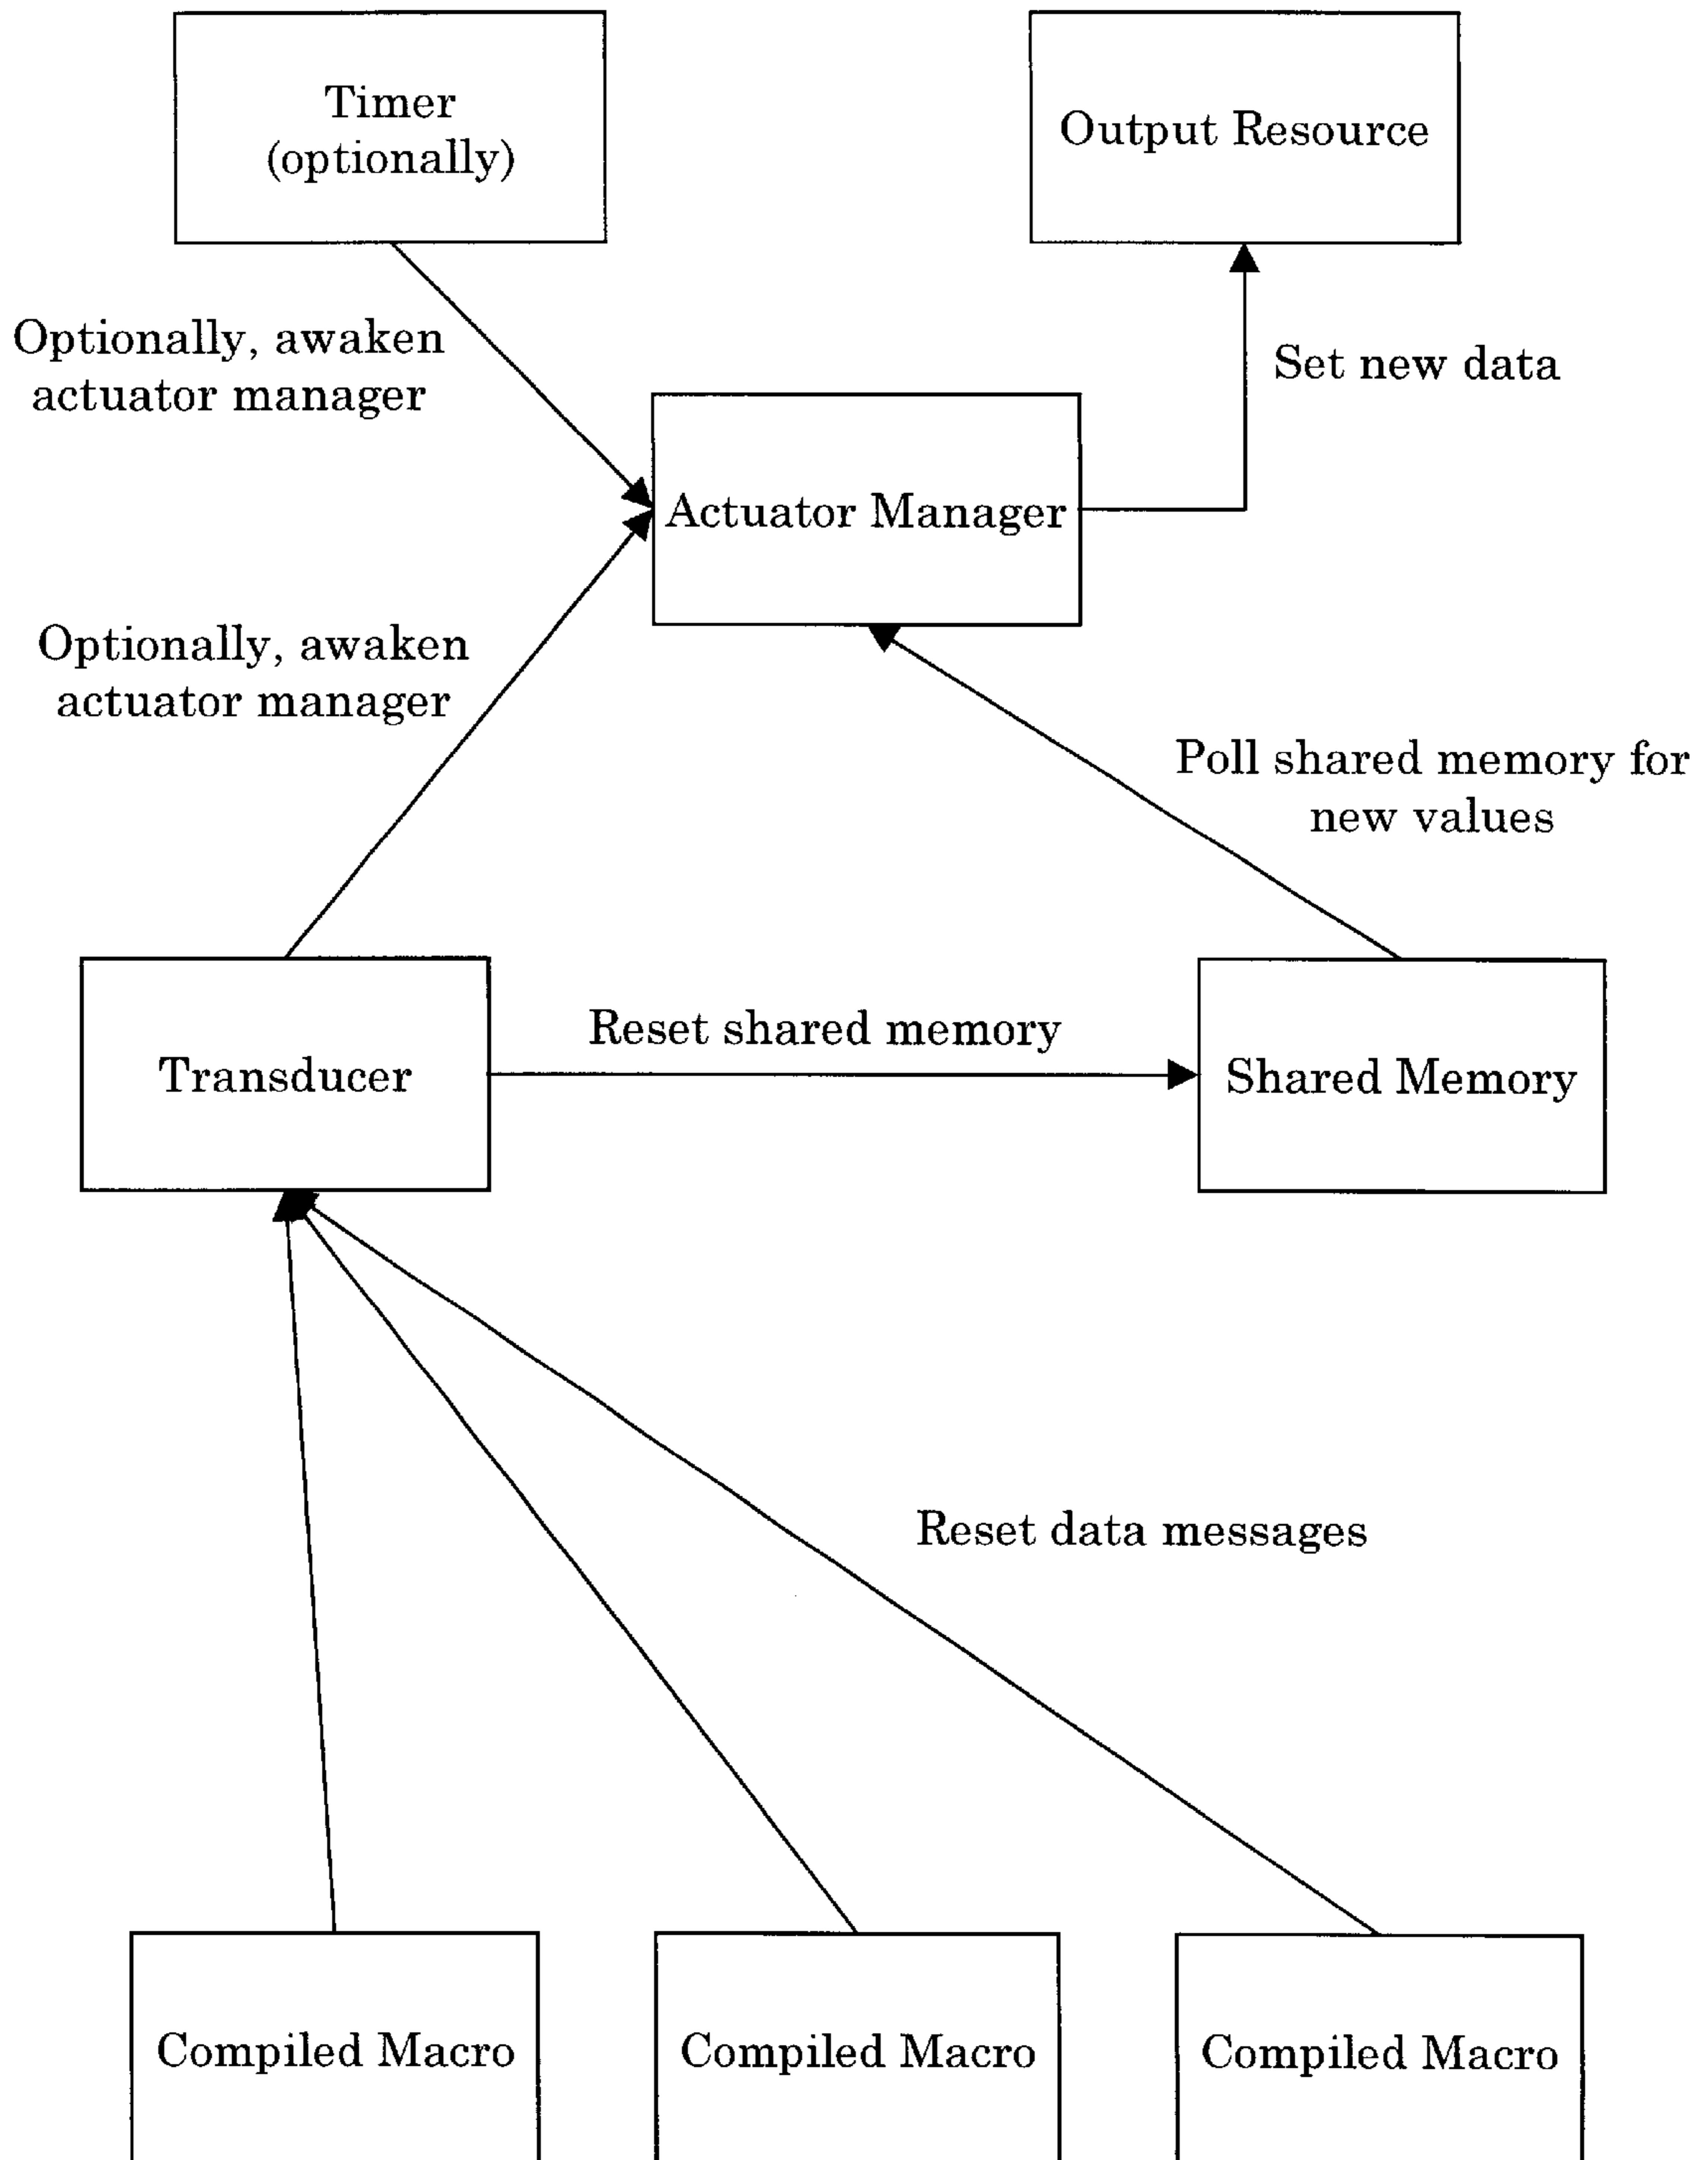 Timer
(optionally)
Output Resource
Optionally, awaken
actuator manager
Set new data
Actuator Manager
Optionally, awaken
actuator manager
Poll shared memory for
new values
Transducer
Reset shared memory
Shared Memory
Reset data messages
Compiled Macro
Compiled Macro
Compiled Macro